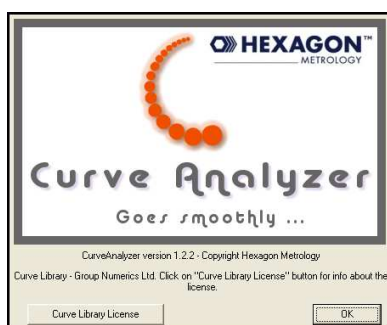 HEXAGON™
METROLOGY
Curve Analyzer
Goes smoothly ...
CurveAnalyzer version 1.2.2 - Copyright Hexagon Metrology
Curve Library - Group Numerics Ltd. Click on "Curve Library License" button for info about the
license.
Curve Library License
OK